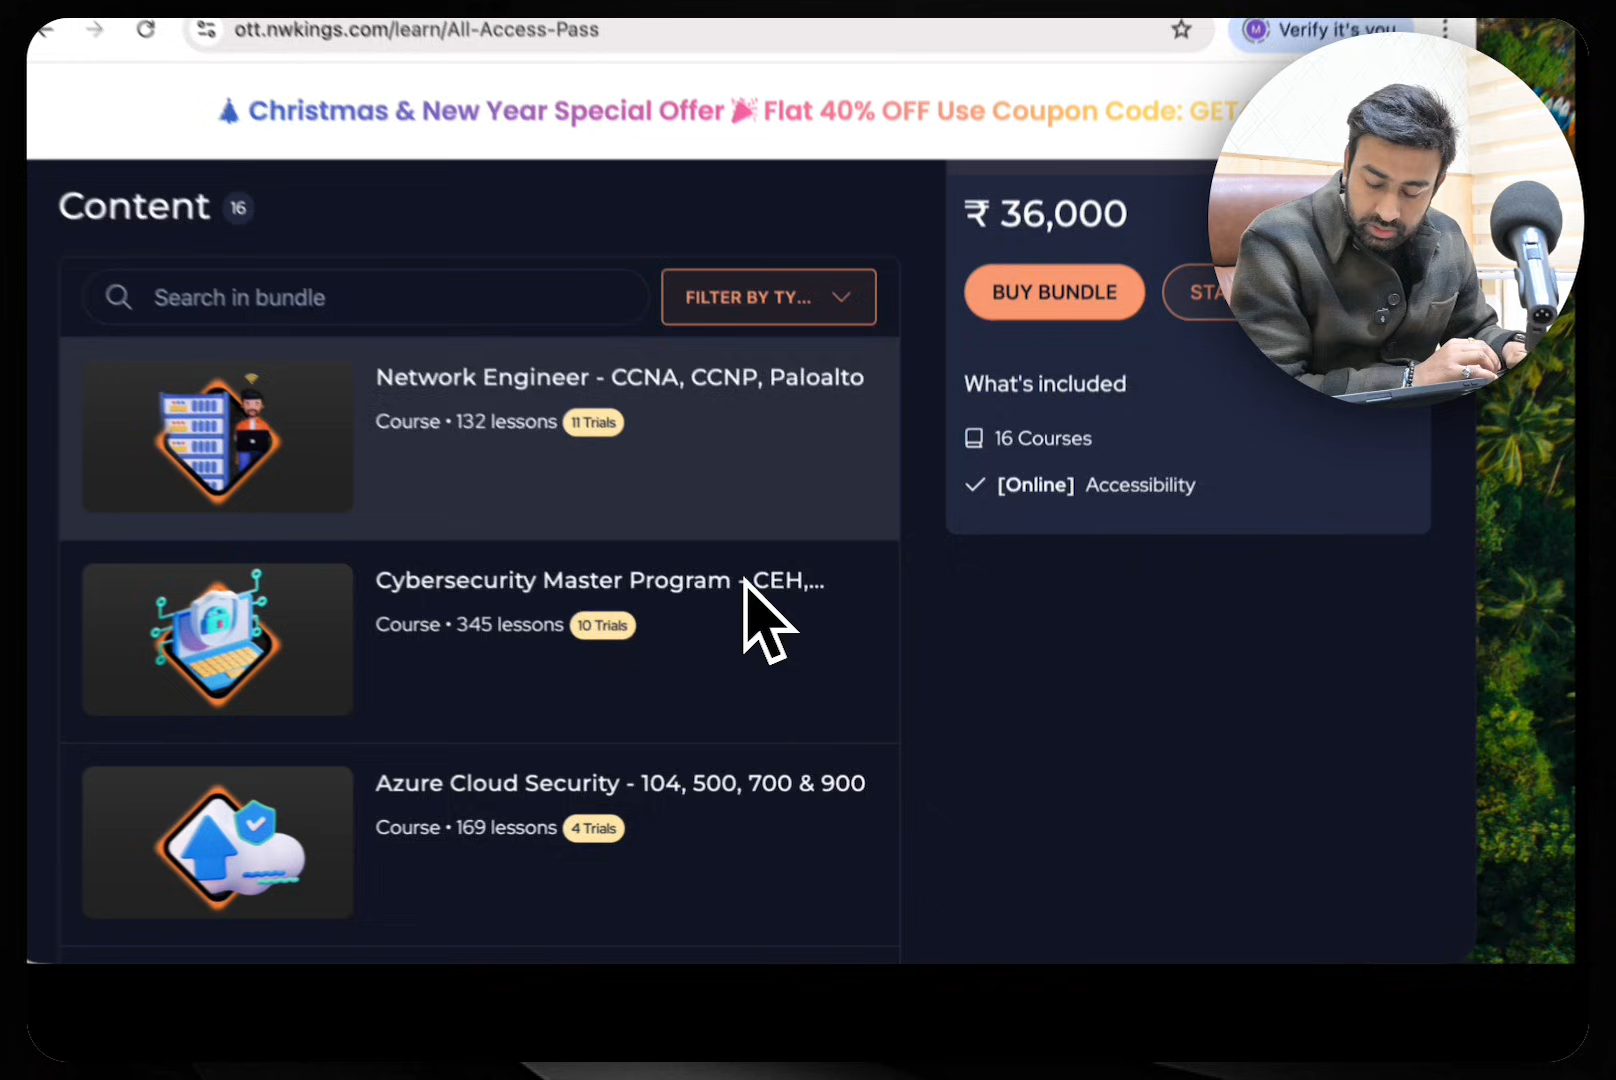 ott.nwkings.com/learn/All-Access-Pass
M Verify it's you
Christmas & New Year Special Offer 🎉 Flat 40% OFF Use Coupon Code: GET
Content 16
Search in bundle
FILTER BY TY...
Network Engineer - CCNA, CCNP, Paloalto
Course • 132 lessons 11 Trials
Cybersecurity Master Program - CEH,...
Course • 345 lessons 10 Trials
Azure Cloud Security - 104, 500, 700 & 900
Course • 169 lessons 4 Trials
₹ 36,000
BUY BUNDLE
STA
What's included
16 Courses
[Online] Accessibility